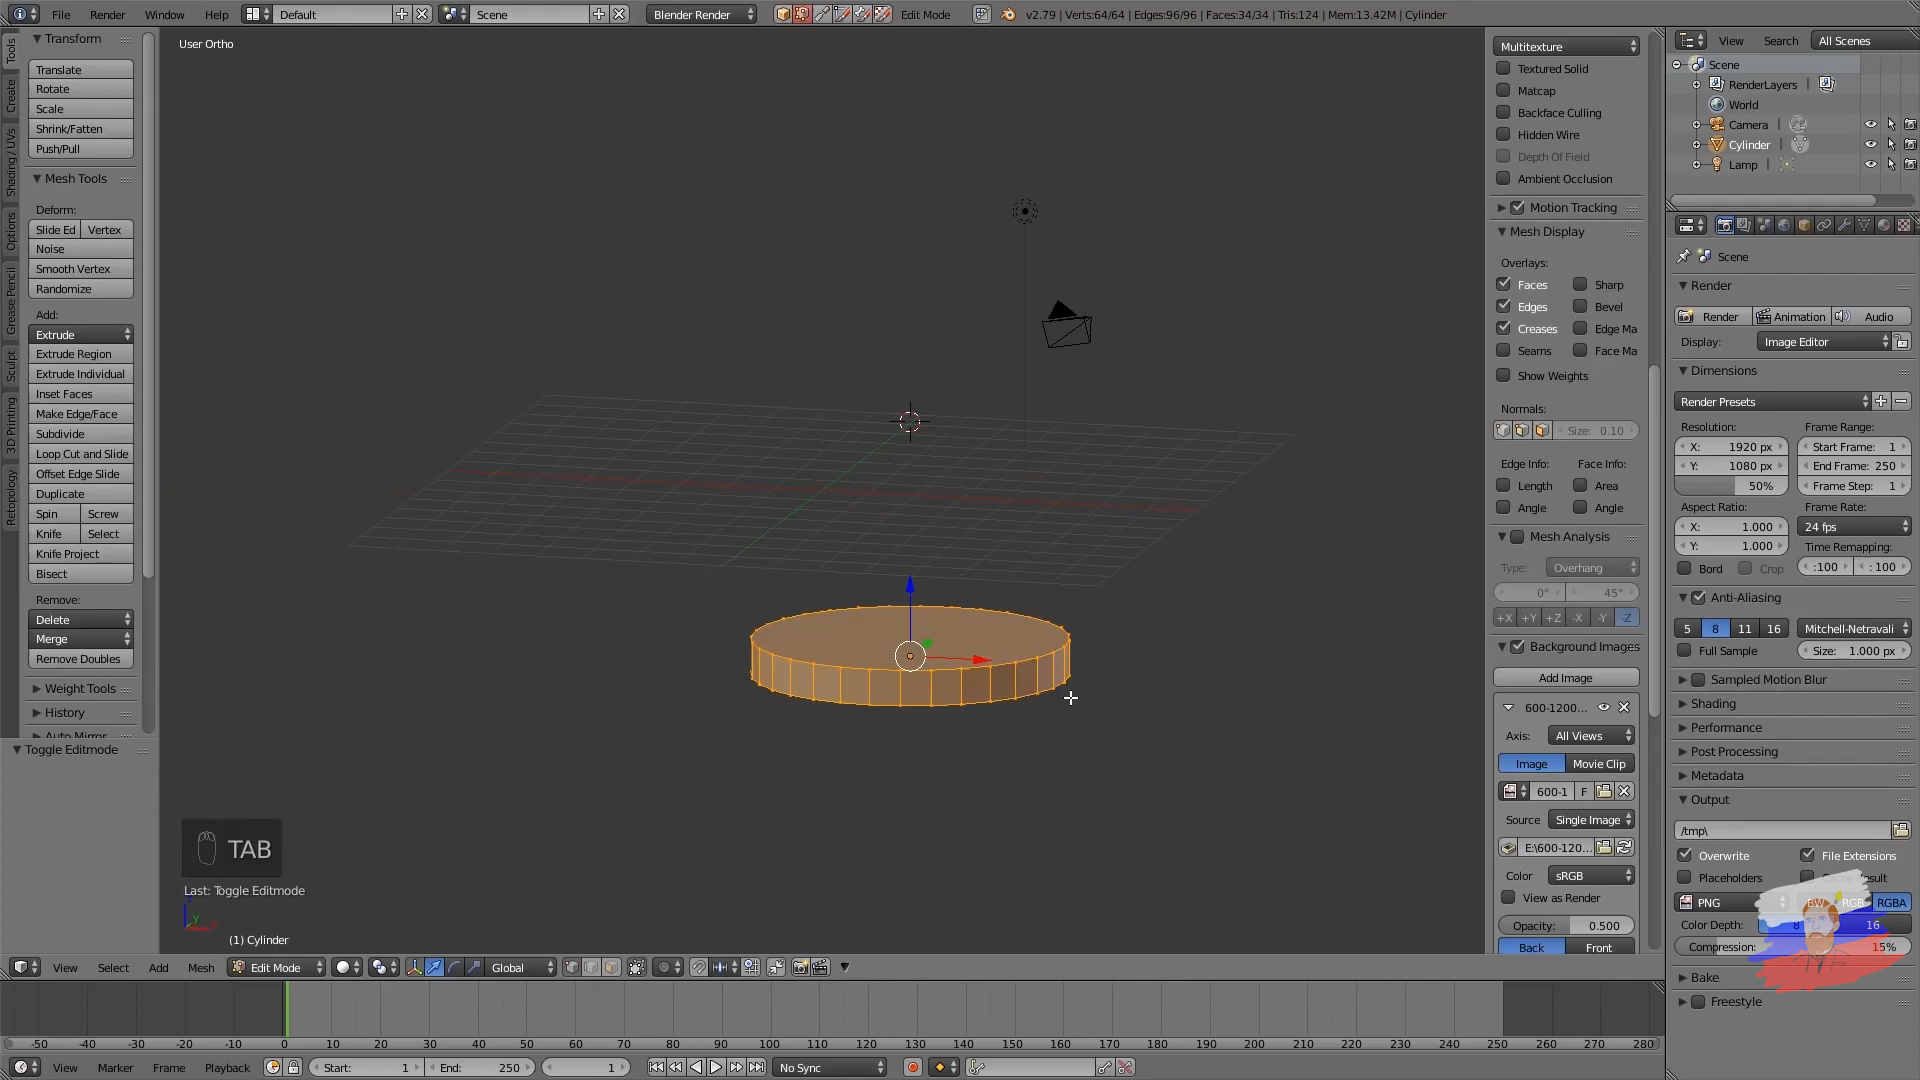 File Render Window Help Default Scene Blender Render Edit Mode v2.79 | Verts:64/64 | Edges:96/96 | Faces:34/34 | Tris:124 | Mem:13.42M | Cylinder
User Ortho
Tools
Create
Shading / UVs
Options
Grease Pencil
Sculpt
3D Printing
Retopology
Transform
Translate
Rotate
Scale
Shrink/Fatten
Push/Pull
Mesh Tools
Deform:
Slide Ed Vertex
Noise
Smooth Vertex
Randomize
Add:
Extrude
Extrude Region
Extrude Individual
Inset Faces
Make Edge/Face
Subdivide
Loop Cut and Slide
Offset Edge Slide
Duplicate
Spin Screw
Knife Select
Knife Project
Bisect
Remove:
Delete
Merge
Remove Doubles
Weight Tools
History
Auto Mirror
Toggle Editmode
TAB
Last: Toggle Editmode
z
y
(1) Cylinder
View Select Add Mesh Edit Mode Global
Multitexture
Textured Solid
Matcap
Backface Culling
Hidden Wire
Depth Of Field
Ambient Occlusion
Motion Tracking
Mesh Display
Overlays:
Faces Sharp
Edges Bevel
Creases Edge Ma
Seams Face Ma
Show Weights
Normals:
Size: 0.10
Edge Info: Face Info:
Length Area
Angle Angle
Mesh Analysis
Type: Overhang
0° 45°
+X +Y +Z -X -Y -Z
Background Images
Add Image
600-1200...
Axis: All Views
Image Movie Clip
600-1 F
Source Single Image
E:\600-120...
Color sRGB
View as Render
Opacity: 0.500
Back Front
View Search All Scenes
Scene
RenderLayers
World
Camera
Cylinder
Lamp
Scene
Render
Render Animation Audio
Display: Image Editor
Dimensions
Render Presets
Resolution: Frame Range:
X: 1920 px Start Frame: 1
Y: 1080 px End Frame: 250
50% Frame Step: 1
Aspect Ratio: Frame Rate:
X: 1.000 24 fps
Y: 1.000 Time Remapping:
Bord Crop :100 : 100
Anti-Aliasing
5 8 11 16 Mitchell-Netravali
Full Sample Size: 1.000 px
Sampled Motion Blur
Shading
Performance
Post Processing
Metadata
Output
/tmp\
Overwrite File Extensions
Placeholders Cache Result
PNG BW RGB RGBA
Color Depth: 8 16
Compression: 15%
Bake
Freestyle
-50 -40 -30 -20 -10 0 10 20 30 40 50 60 70 80 90 100 110 120 130 140 150 160 170 180 190 200 210 220 230 240 250 260 270 280
View Marker Frame Playback Start: 1 End: 250 1 No Sync